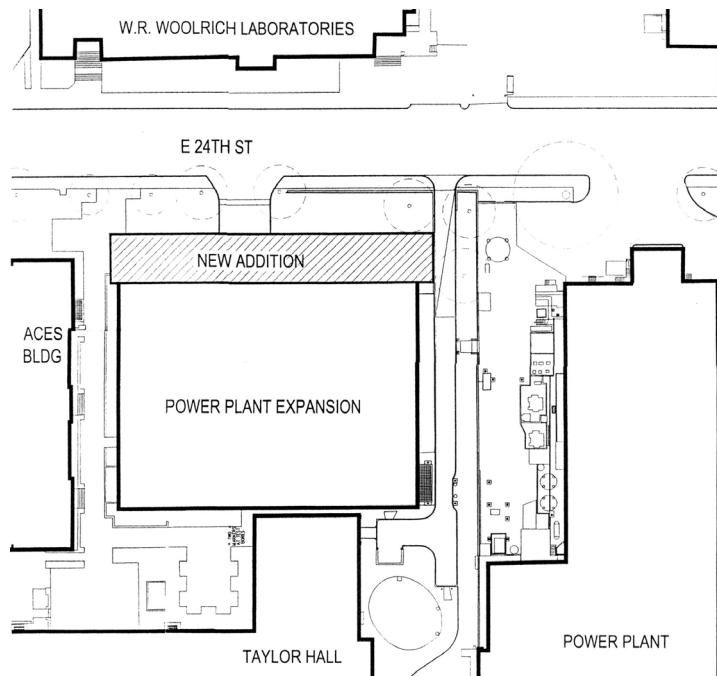 W.R. WOOLRICH LABORATORIES
E 24TH ST
NEW ADDITION
ACES
BLDG
POWER PLANT EXPANSION
TAYLOR HALL
POWER PLANT